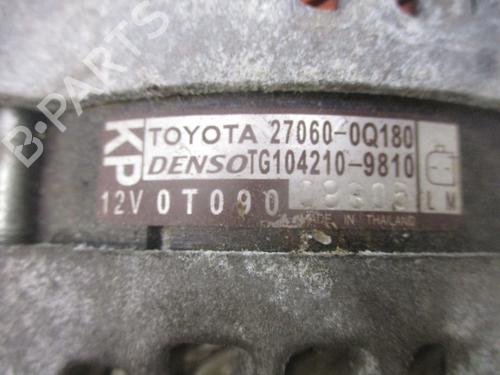 KP
TOYOTA 27060-0Q180
DENSO TG104210-9810
12V 0T090
L M
MADE IN THAILAND
B-PARTS